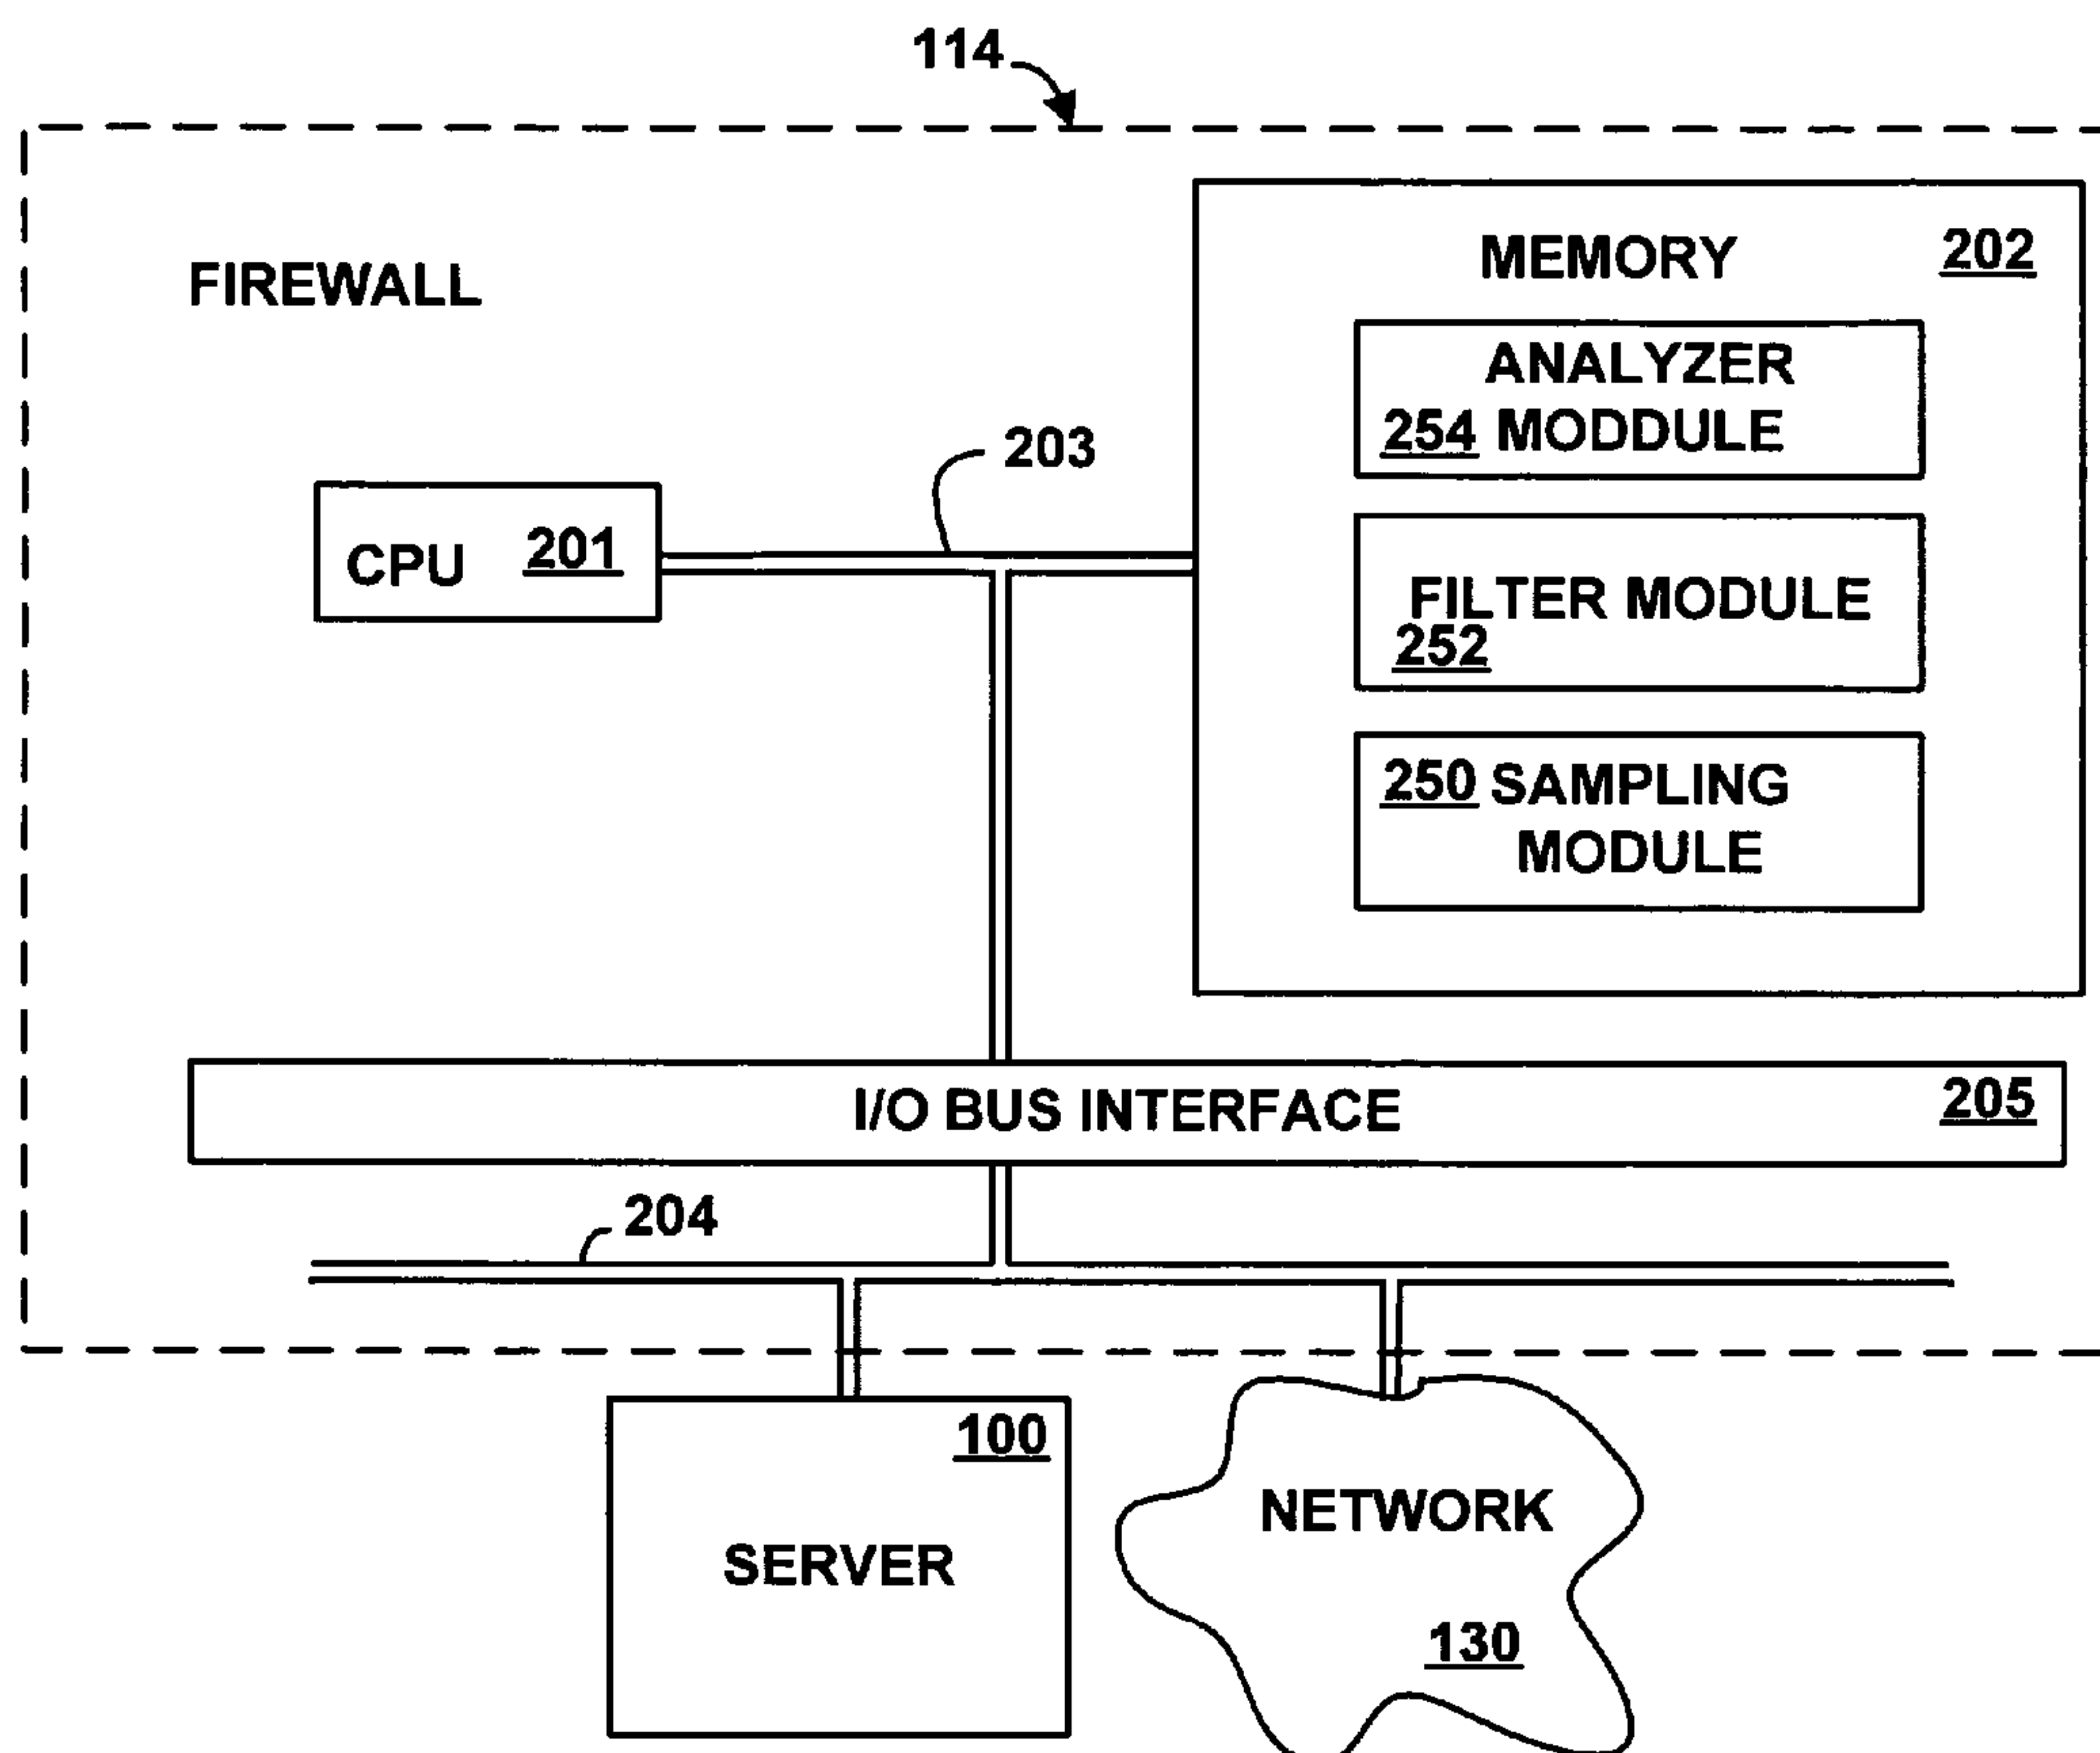 114
FIREWALL
MEMORY 202
ANALYZER
254 MODDULE
203
CPU 201
FILTER MODULE
252
250 SAMPLING
MODULE
I/O BUS INTERFACE 205
204
100
SERVER
NETWORK
130